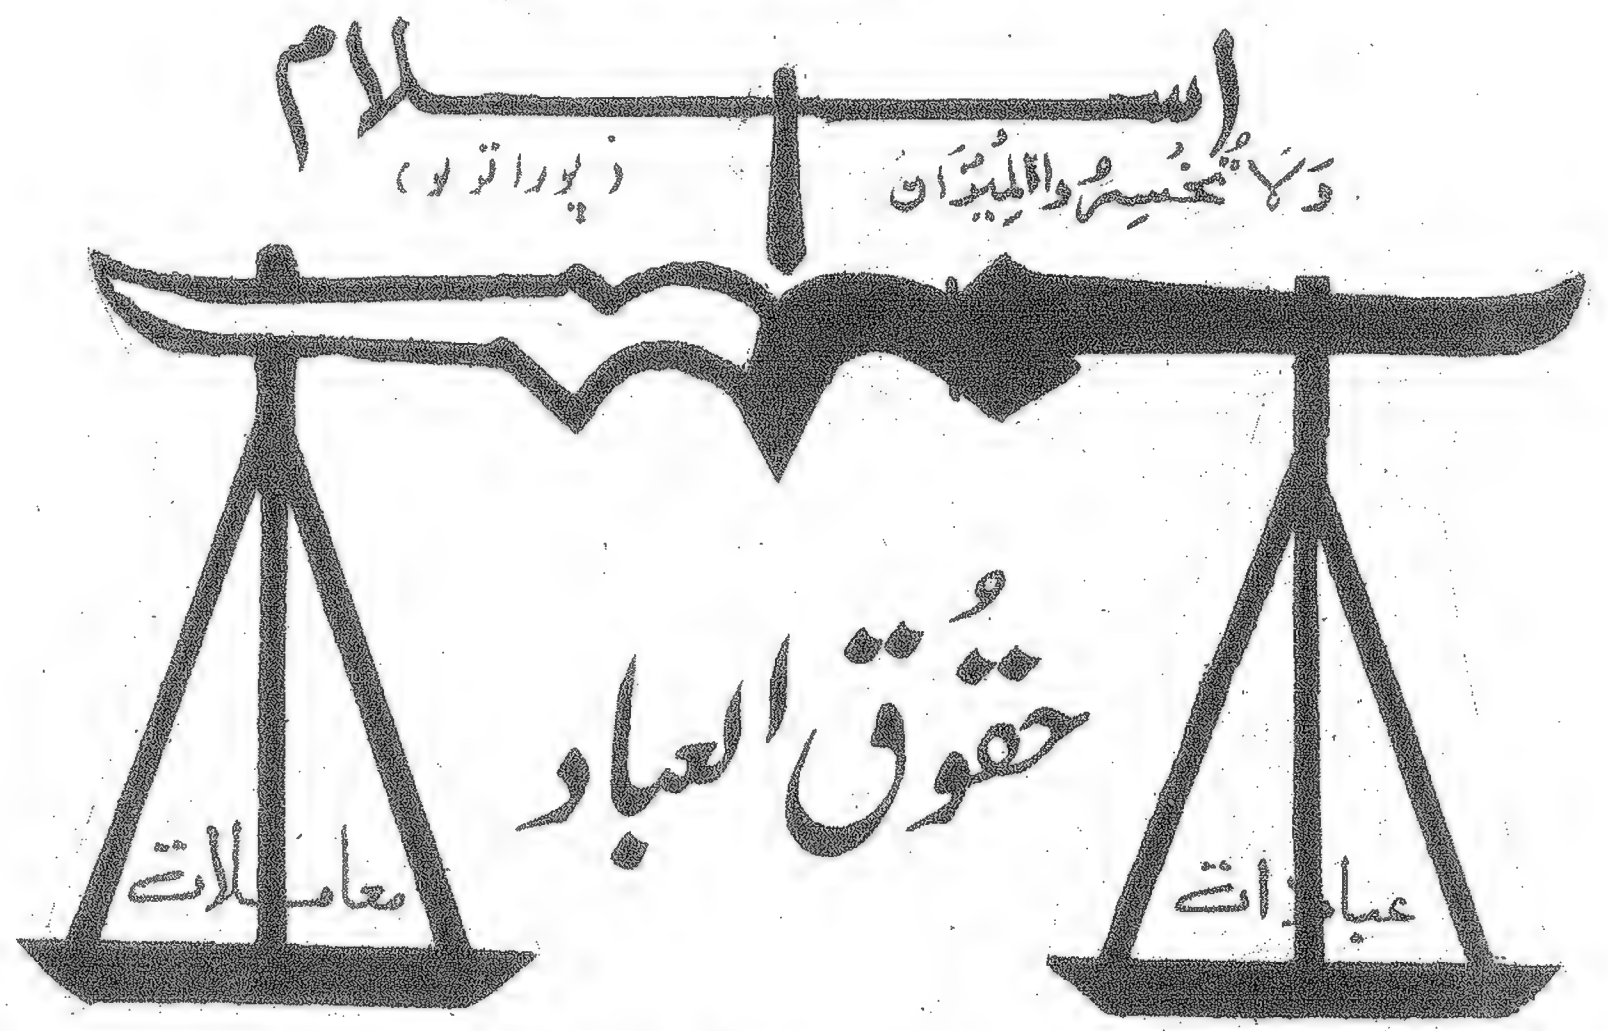 اسلام
وَلَا تُخْسِرُوا الْمِيْزَان
(پورا تولو)
حقُوق العباد
عبادات
معاملات